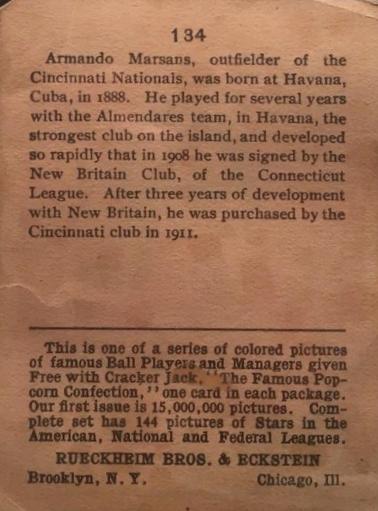 134
Armando Marsans, outfielder of the
Cincinnati Nationals, was born at Havana,
Cuba, in 1888. He played for several years
with the Almendares team, in Havana, the
strongest club on the island, and developed
so rapidly that in 1908 he was signed by the
New Britain Club, of the Connecticut
League. After three years of development
with New Britain, he was purchased by the
Cincinnati club in 1911.
This is one of a series of colored pictures
of famous Ball Players and Managers given
Free with Cracker Jack, "The Famous Pop-
corn Confection," one card in each package.
Our first issue is 15,000,000 pictures. Com-
plete set has 144 pictures of Stars in the
American, National and Federal Leagues.
RUECKHEIM BROS. & ECKSTEIN
Brooklyn, N. Y. Chicago, Ill.